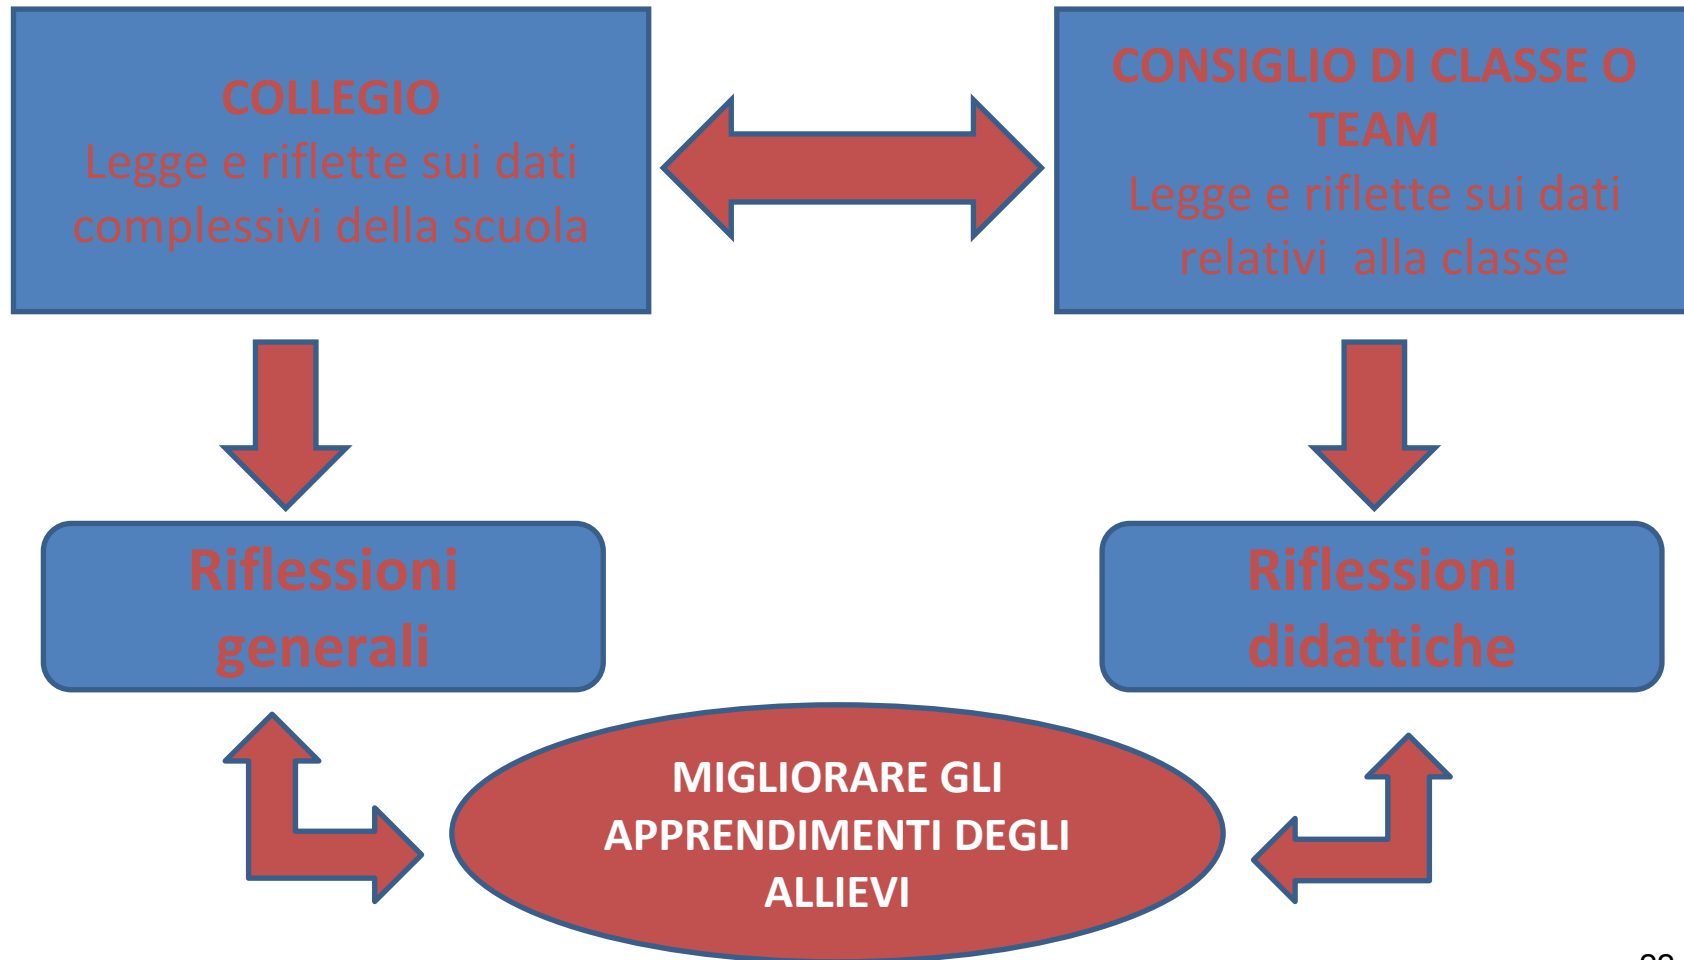 COLLEGIO
Legge e riflette sui dati
complessivi della scuola
CONSIGLIO DI CLASSE O
TEAM
Legge e riflette sui dati
relativi  alla classe
Riflessioni
generali
Riflessioni
didattiche
MIGLIORARE GLI
APPRENDIMENTI DEGLI
ALLIEVI